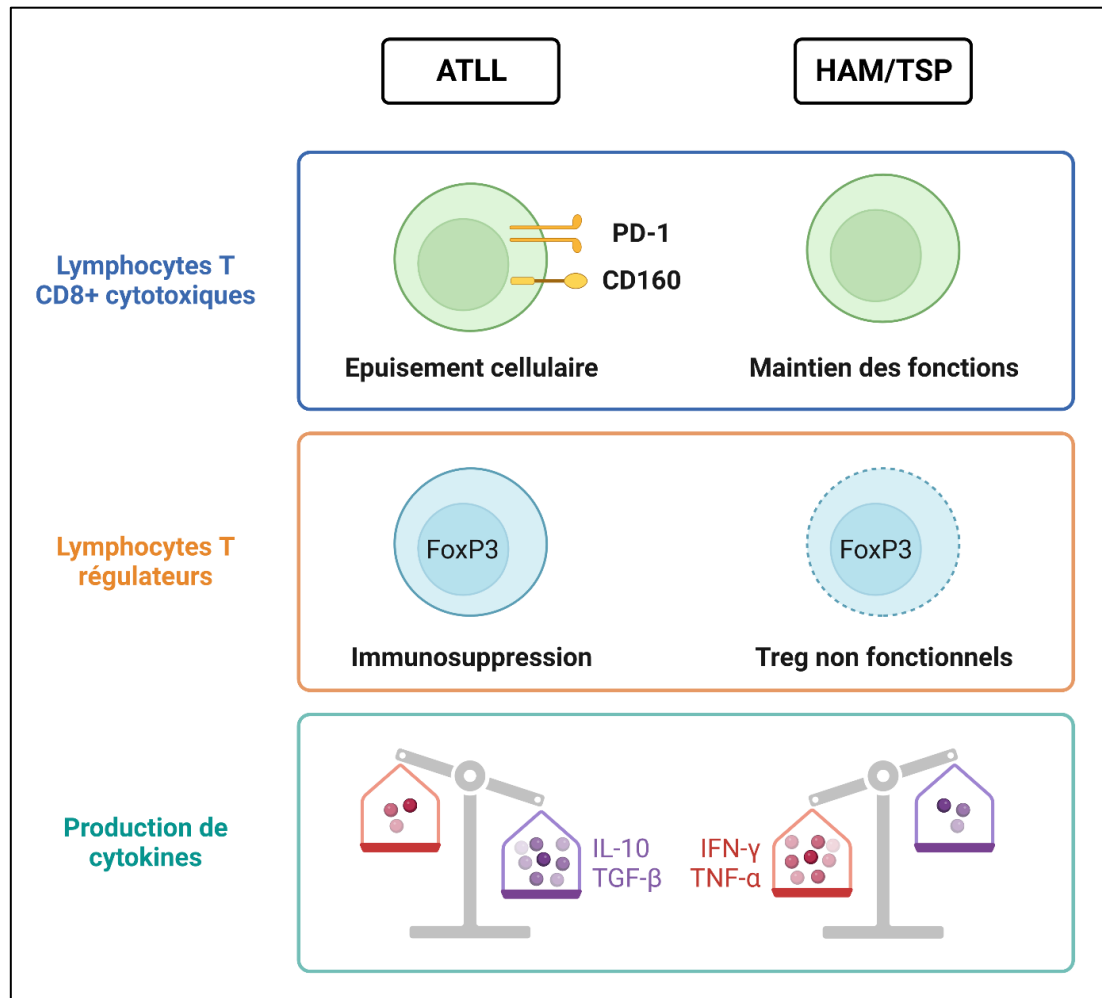 ATLL
HAM/TSP
Lymphocytes T
CD8+ cytotoxiques
PD-1
CD160
Epuisement cellulaire
Maintien des fonctions
Lymphocytes T
régulateurs
FoxP3
FoxP3
Immunosuppression
Treg non fonctionnels
Production de
cytokines
IL-10
TGF-β
IFN-γ
TNF-α